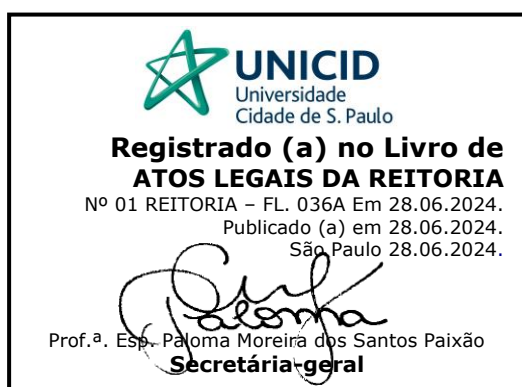 UNICID
Universidade
Cidade de S. Paulo
Registrado (a) no Livro de
ATOS LEGAIS DA REITORIA
Nº 01 REITORIA – FL. 036A Em 28.06.2024.
Publicado (a) em 28.06.2024.
São Paulo 28.06.2024.
Paloma
Prof.ª. Esp. Paloma Moreira dos Santos Paixão
Secretária-geral